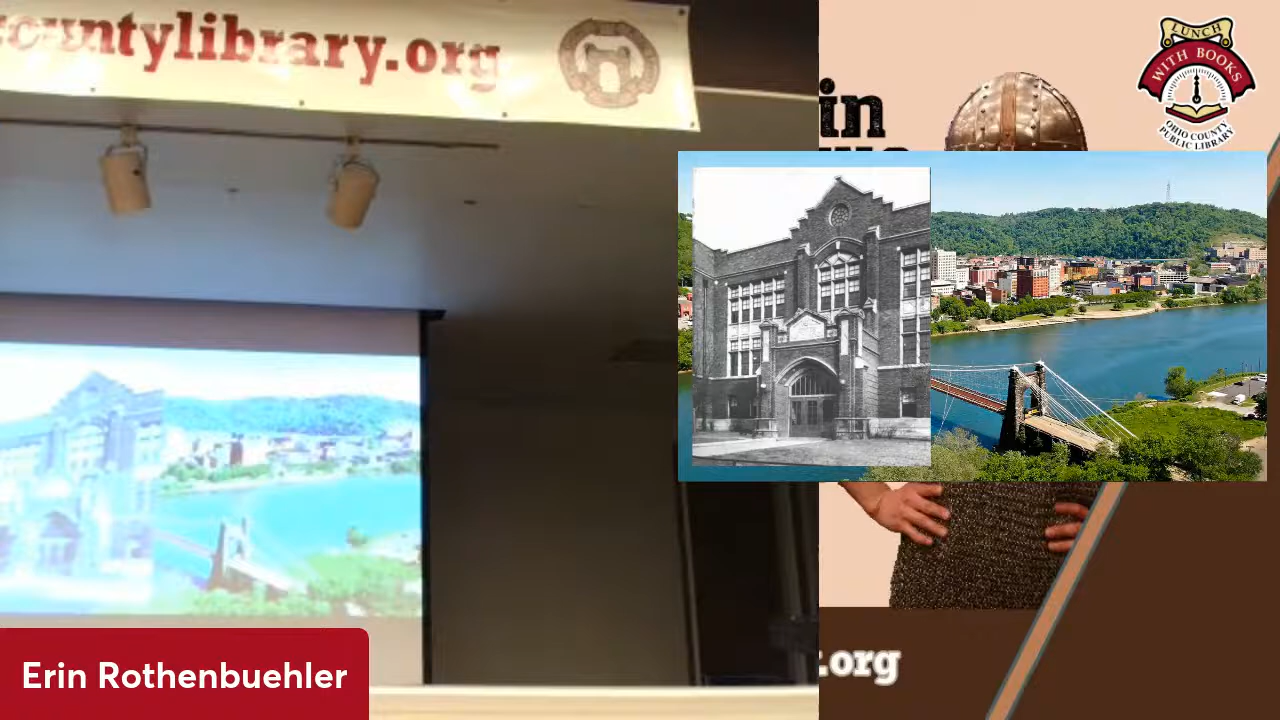 countylibrary.org
in
LUNCH
WITH BOOKS
OHIO COUNTY
PUBLIC LIBRARY
.org
Erin Rothenbuehler